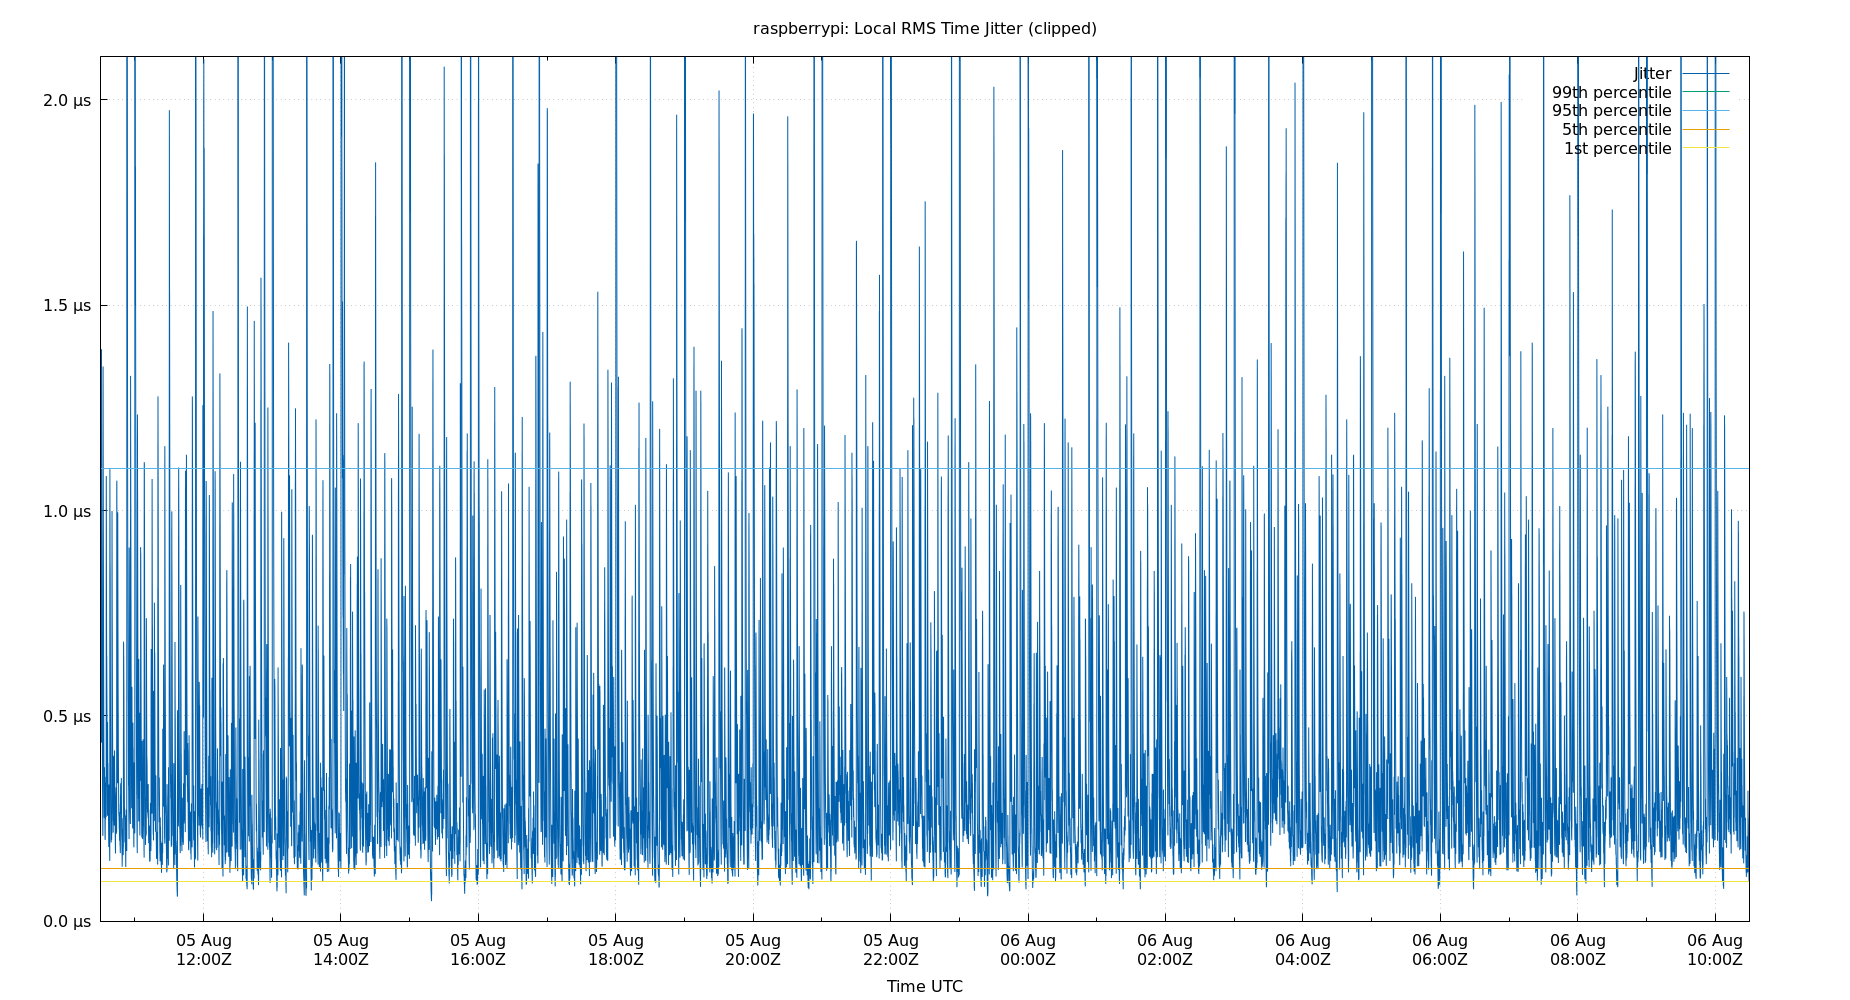 raspberrypi: Local RMS Time Jitter (clipped)
Jitter
99th percentile
95th percentile
5th percentile
1st percentile
2.0 μs
1.5 μs
1.0 μs
0.5 μs
0.0 μs
05 Aug 05 Aug 05 Aug 05 Aug 05 Aug 05 Aug 06 Aug 06 Aug 06 Aug 06 Aug 06 Aug 06 Aug
12:00Z 14:00Z 16:00Z 18:00Z 20:00Z 22:00Z 00:00Z 02:00Z 04:00Z 06:00Z 08:00Z 10:00Z
Time UTC